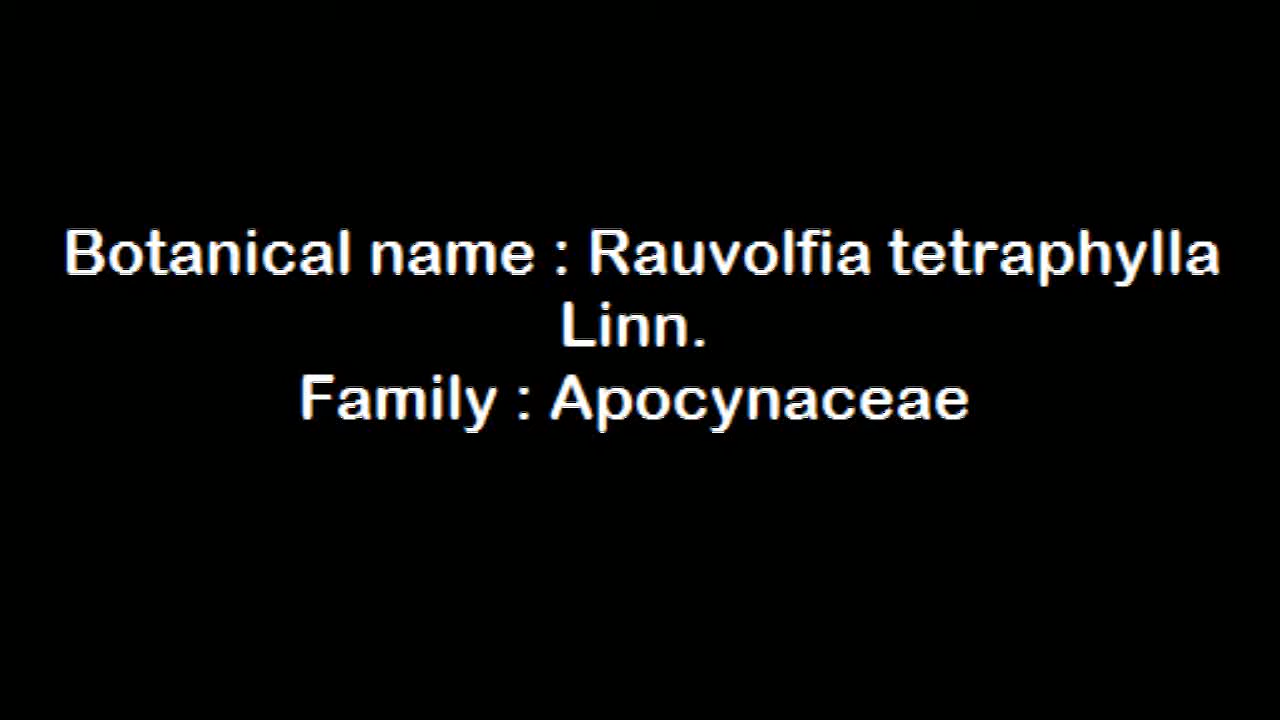 Botanical name : Rauvolfia tetraphylla
Linn.
Family : Apocynaceae